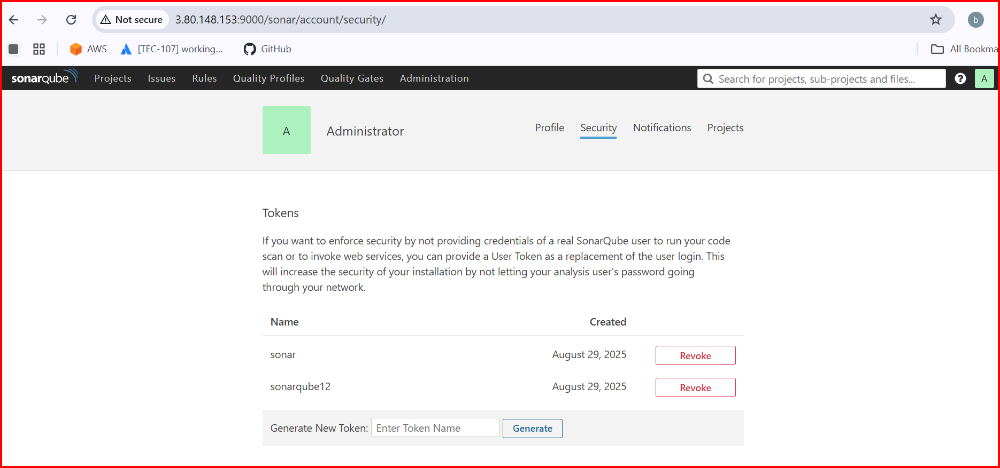 Not secure 3.80.148.153:9000/sonar/account/security/ b
AWS [TEC-107] working... GitHub All Bookma
sonarqube Projects Issues Rules Quality Profiles Quality Gates Administration Search for projects, sub-projects and files... ? A
A Administrator Profile Security Notifications Projects
Tokens
If you want to enforce security by not providing credentials of a real SonarQube user to run your code
scan or to invoke web services, you can provide a User Token as a replacement of the user login. This
will increase the security of your installation by not letting your analysis user's password going
through your network.
Name Created
sonar August 29, 2025 Revoke
sonarqube12 August 29, 2025 Revoke
Generate New Token: Enter Token Name Generate